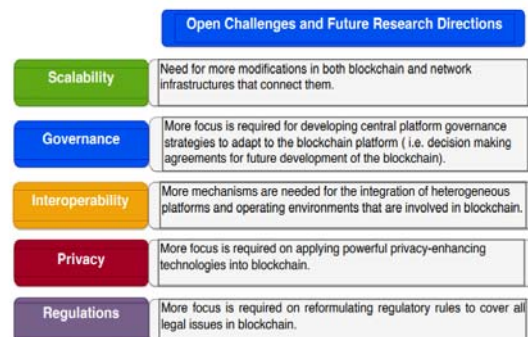 Open Challenges and Future Research Directions
Scalability
Need for more modifications in both blockchain and network
infrastructures that connect them.
Governance
More focus is required for developing central platform governance
strategies to adapt to the blockchain platform ( i.e. decision making
agreements for future development of the blockchain).
Interoperability
More mechanisms are needed for the integration of heterogeneous
platforms and operating environments that are involved in blockchain.
Privacy
More focus is required on applying powerful privacy-enhancing
technologies into blockchain.
Regulations
More focus is required on reformulating regulatory rules to cover all
legal issues in blockchain.